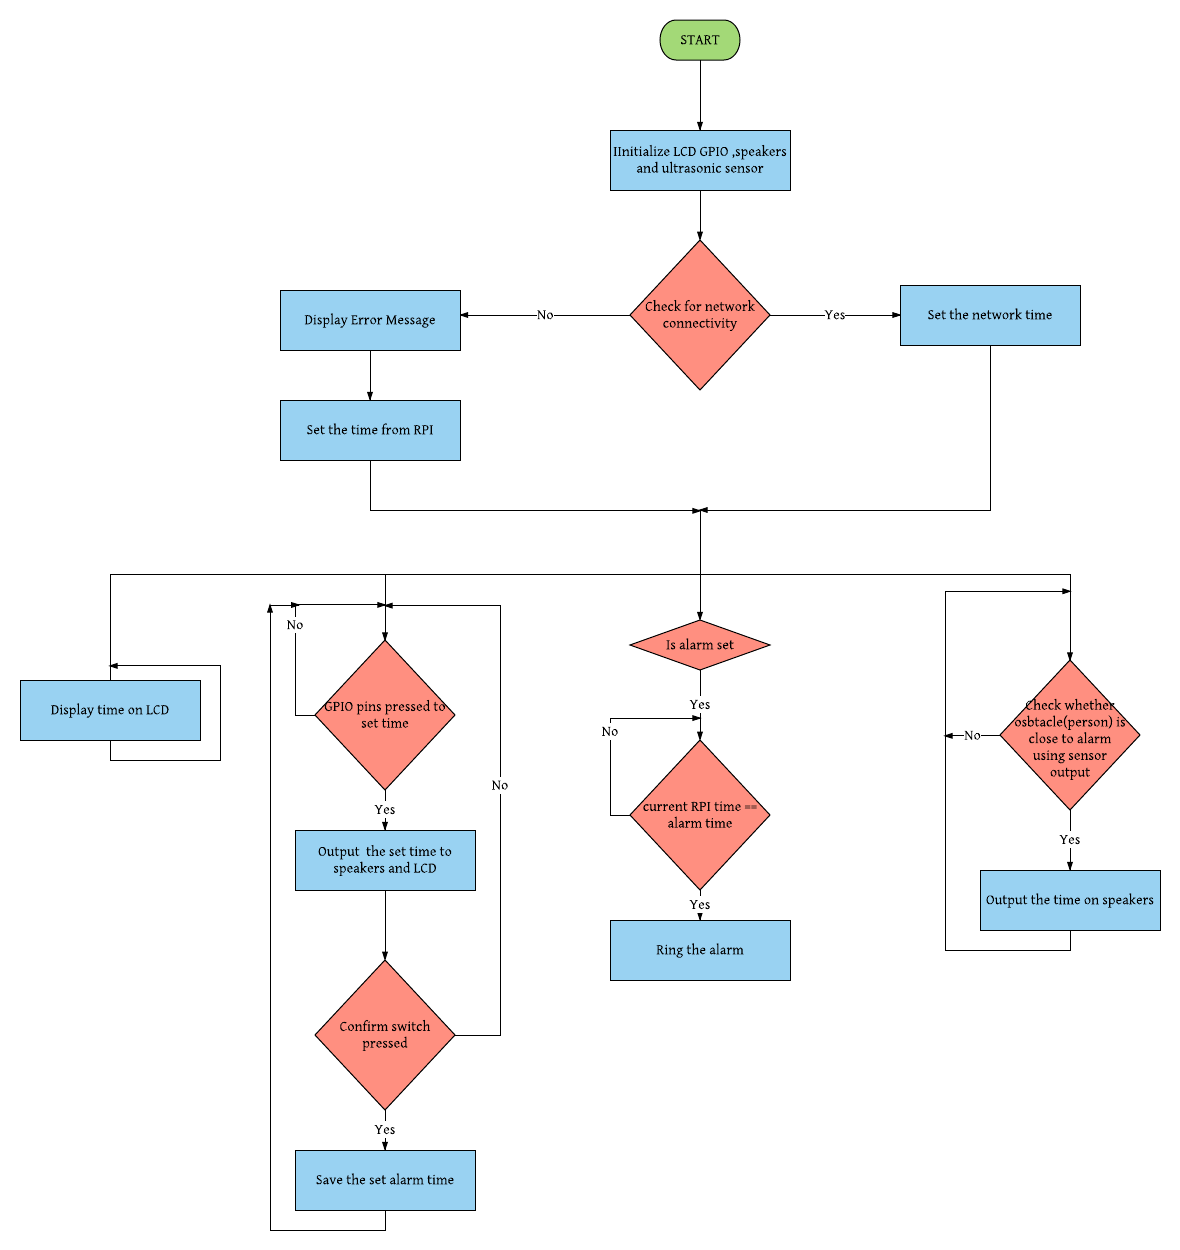 START
IInitialize LCD GPIO ,speakers
and ultrasonic sensor
Check for network
connectivity
No
Yes
Display Error Message
Set the network time
Set the time from RPI
No
GPIO pins pressed to
set time
Yes
Output  the set time to
speakers and LCD
No
Confirm switch
pressed
Yes
Save the set alarm time
Display time on LCD
Is alarm set
Yes
No
current RPI time ==
alarm time
Yes
Ring the alarm
Check whether
osbtacle(person) is
close to alarm
using sensor
output
No
Yes
Output the time on speakers